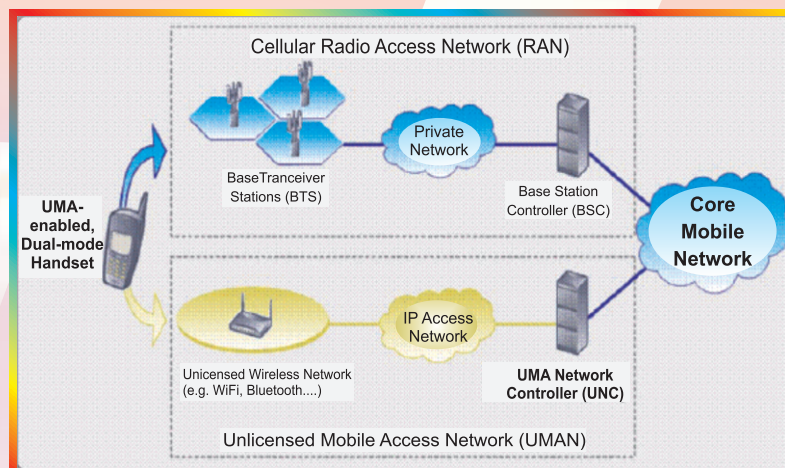 Cellular Radio Access Network (RAN)
Private
Network
BaseTranceiver
Stations (BTS)
Base Station
Controller (BSC)
UMA-
enabled,
Dual-mode
Handset
Core
Mobile
Network
IP Access
Network
Unicensed Wireless Network
(e.g. WiFi, Bluetooth....)
UMA Network
Controller (UNC)
Unlicensed Mobile Access Network (UMAN)